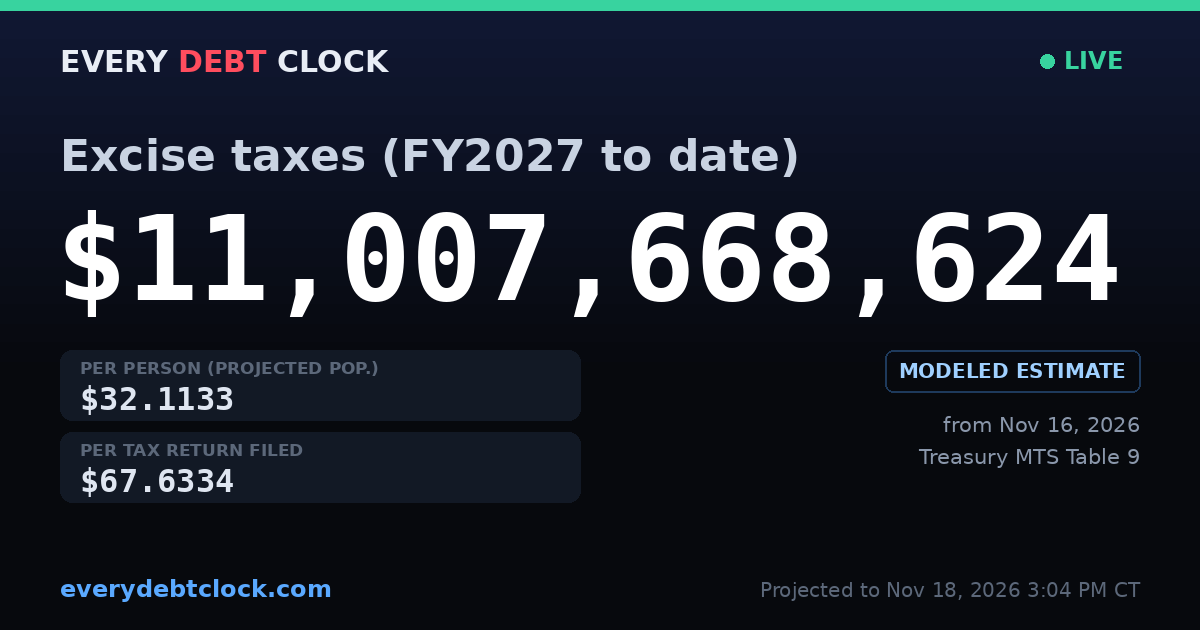 EVERY DEBT CLOCK
LIVE
Excise taxes (FY2027 to date)
$11,007,668,624
PER PERSON (PROJECTED POP.)
$32.1133
PER TAX RETURN FILED
$67.6334
MODELED ESTIMATE
from Nov 16, 2026
Treasury MTS Table 9
everydebtclock.com
Projected to Nov 18, 2026 3:04 PM CT